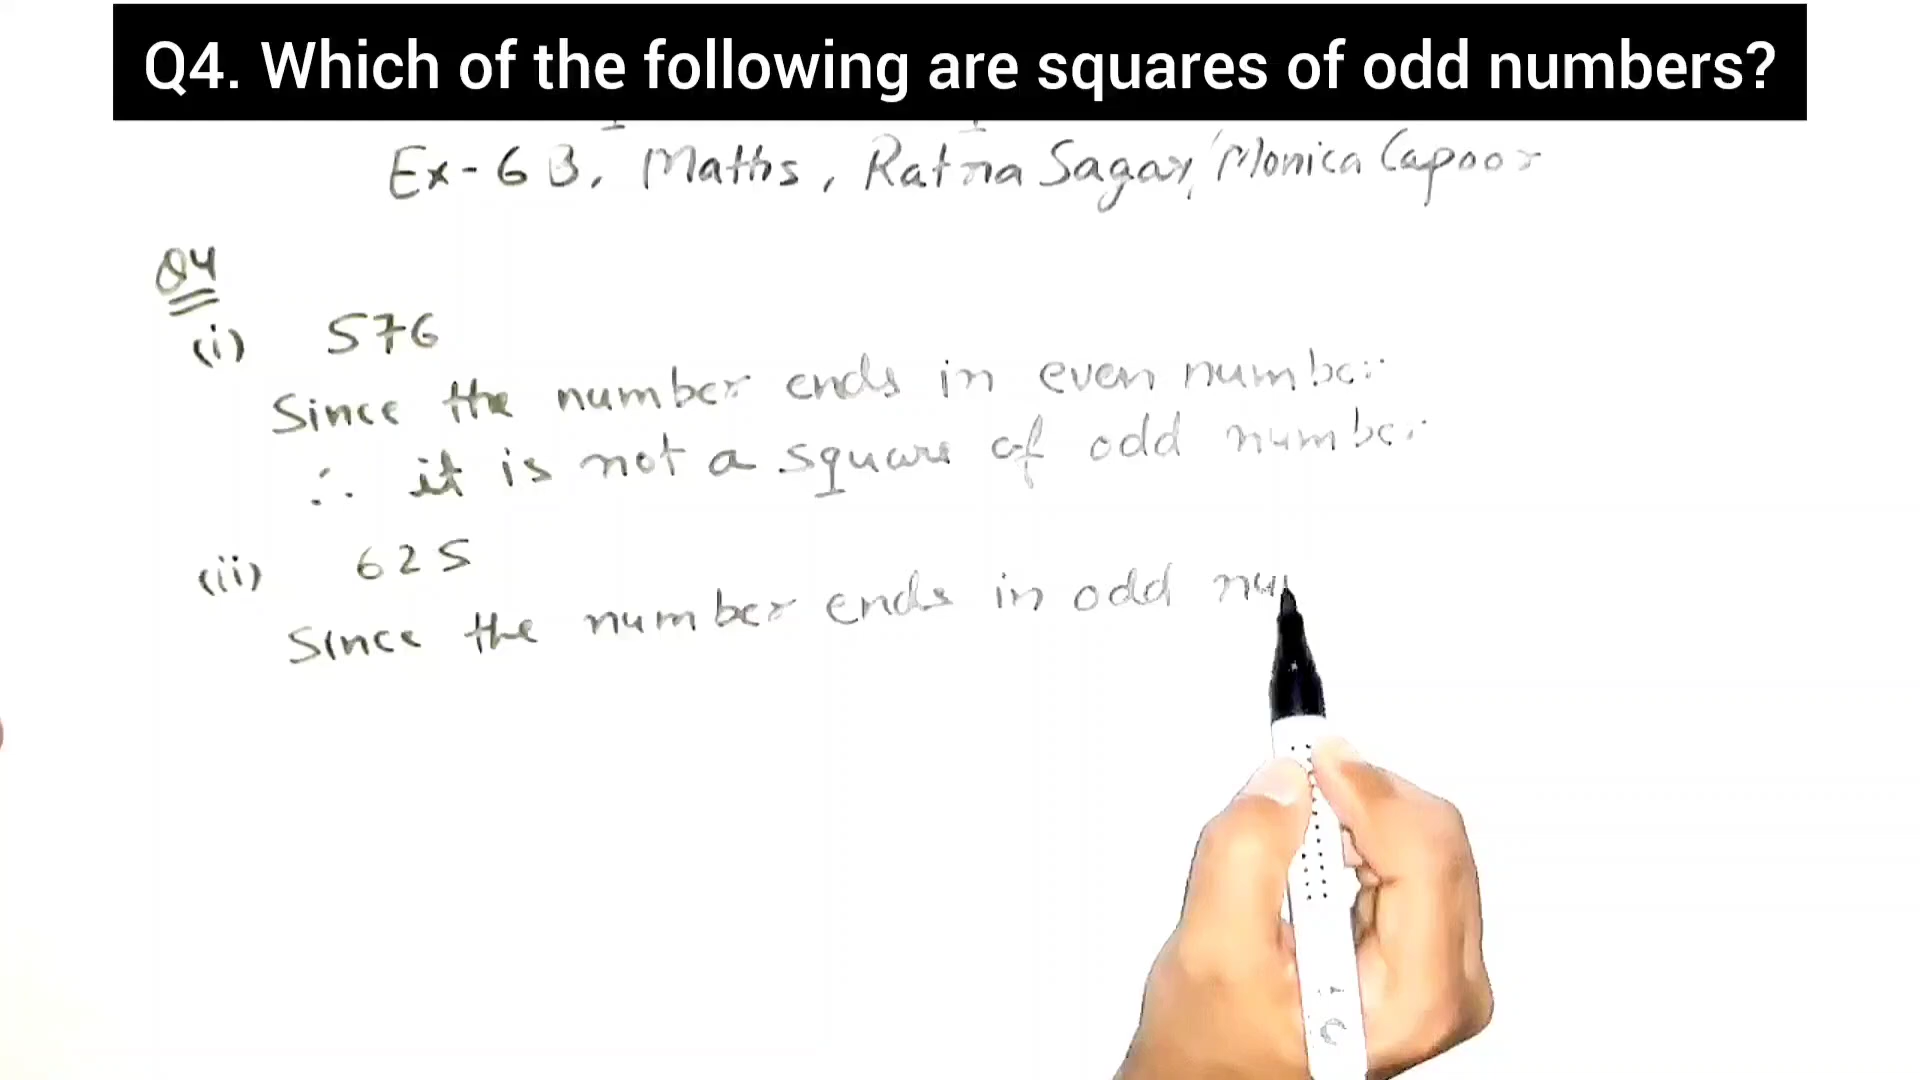 Q4. Which of the following are squares of odd numbers?
Ex-6B, Maths, Ratna Sagar, Monica Capoor
Q4
(i) 576
Since the number ends in even number
∴ it is not a square of odd number
(ii) 625
Since the number ends in odd nu